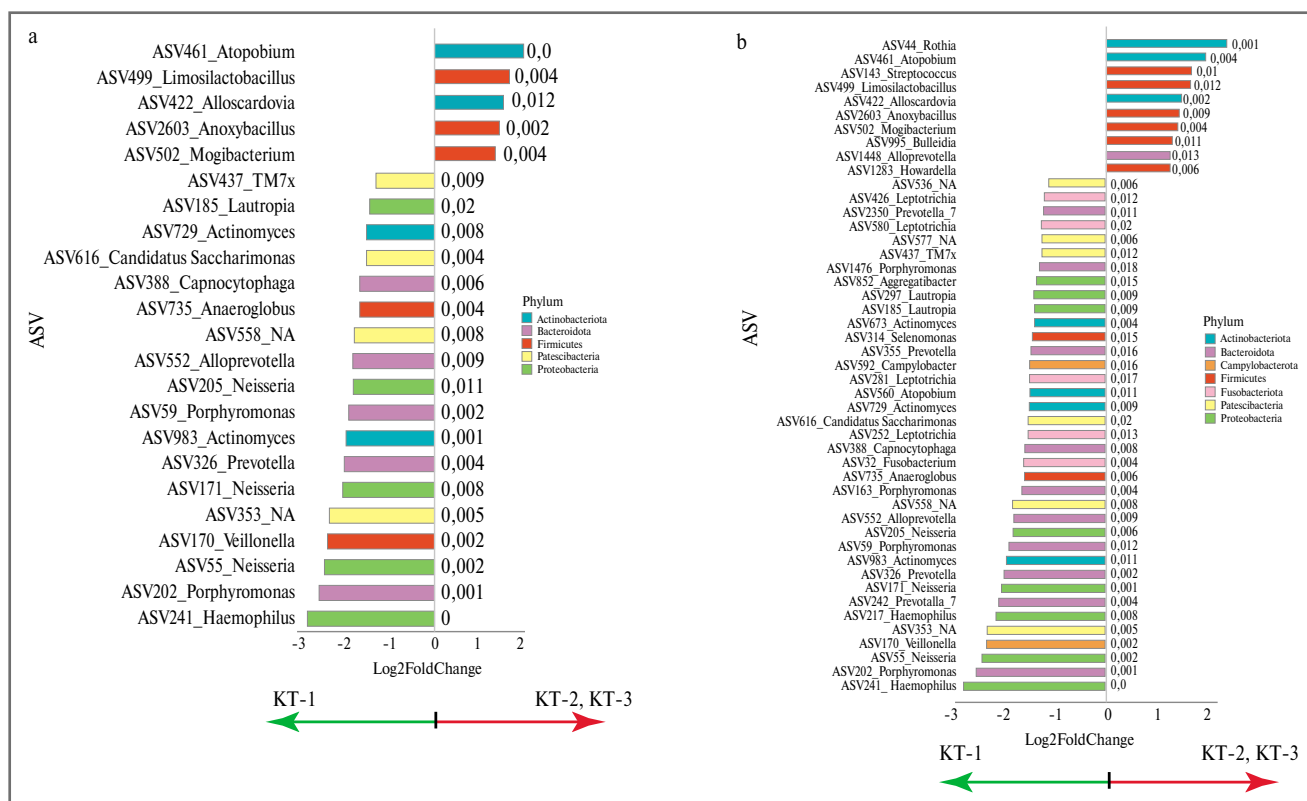 a
ASV
ASV461_Atopobium 0,0
ASV499_Limosilactobacillus 0,004
ASV422_Alloscardovia 0,012
ASV2603_Anoxybacillus 0,002
ASV502_Mogibacterium 0,004
ASV437_TM7x 0,009
ASV185_Lautropia 0,02
ASV729_Actinomyces 0,008
ASV616_Candidatus Saccharimonas 0,004
ASV388_Capnocytophaga 0,006
ASV735_Anaeroglobus 0,004
ASV558_NA 0,008
ASV552_Alloprevotella 0,009
ASV205_Neisseria 0,011
ASV59_Porphyromonas 0,002
ASV983_Actinomyces 0,001
ASV326_Prevotella 0,004
ASV171_Neisseria 0,008
ASV353_NA 0,005
ASV170_Veillonella 0,002
ASV55_Neisseria 0,002
ASV202_Porphyromonas 0,001
ASV241_Haemophilus 0
-3 -2 -1 0 1 2
Log2FoldChange
KT-1 KT-2, KT-3
Phylum
Actinobacteriota
Bacteroidota
Firmicutes
Patescibacteria
Proteobacteria
b
ASV
ASV44_Rothia 0,001
ASV461_Atopobium 0,004
ASV143_Streptococcus 0,01
ASV499_Limosilactobacillus 0,012
ASV422_Alloscardovia 0,002
ASV2603_Anoxybacillus 0,009
ASV502_Mogibacterium 0,004
ASV995_Bulleidia 0,011
ASV1448_Alloprevotella 0,013
ASV1283_Howardella 0,006
ASV536_NA 0,006
ASV426_Leptotrichia 0,012
ASV2350_Prevotella_7 0,011
ASV580_Leptotrichia 0,02
ASV577_NA 0,006
ASV437_TM7x 0,012
ASV1476_Porphyromonas 0,018
ASV852_Aggregatibacter 0,015
ASV297_Lautropia 0,009
ASV185_Lautropia 0,009
ASV673_Actinomyces 0,004
ASV314_Selenomonas 0,015
ASV355_Prevotella 0,016
ASV592_Campylobacter 0,016
ASV281_Leptotrichia 0,017
ASV560_Atopobium 0,011
ASV729_Actinomyces 0,009
ASV616_Candidatus Saccharimonas 0,02
ASV252_Leptotrichia 0,013
ASV388_Capnocytophaga 0,008
ASV32_Fusobacterium 0,004
ASV735_Anaeroglobus 0,006
ASV163_Porphyromonas 0,004
ASV558_NA 0,008
ASV552_Alloprevotella 0,009
ASV205_Neisseria 0,006
ASV59_Porphyromonas 0,012
ASV983_Actinomyces 0,011
ASV326_Prevotella 0,002
ASV171_Neisseria 0,001
ASV242_Prevotalla_7 0,004
ASV217_Haemophilus 0,008
ASV353_NA 0,005
ASV170_Veillonella 0,002
ASV55_Neisseria 0,002
ASV202_Porphyromonas 0,001
ASV241_Haemophilus 0,0
-3 -2 -1 0 1 2
Log2FoldChange
KT-1 KT-2, KT-3
Phylum
Actinobacteriota
Bacteroidota
Campylobacterota
Firmicutes
Fusobacteriota
Patescibacteria
Proteobacteria